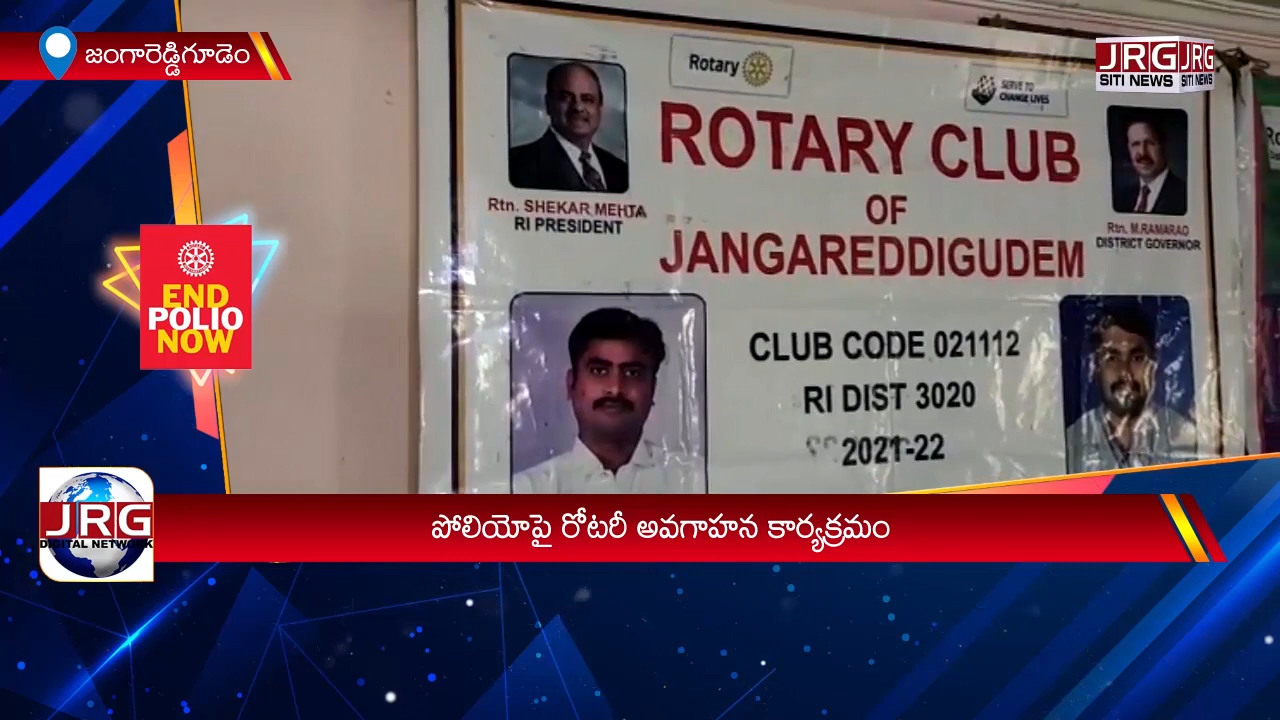 జంగారెడ్డిగూడెం
JRG
SITI NEWS
JRG
SITI NEWS
Rotary
SERVE TO
CHANGE LIVES
ROTARY CLUB
OF
JANGAREDDIGUDEM
Rtn. SHEKAR MEHTA
RI PRESIDENT
Rtn. M.RAMARAO
DISTRICT GOVERNOR
END
POLIO
NOW
CLUB CODE 021112
RI DIST 3020
2021-22
JRG
DIGITAL NETWORK
పోలియోపై రోటరీ అవగాహన కార్యక్రమం